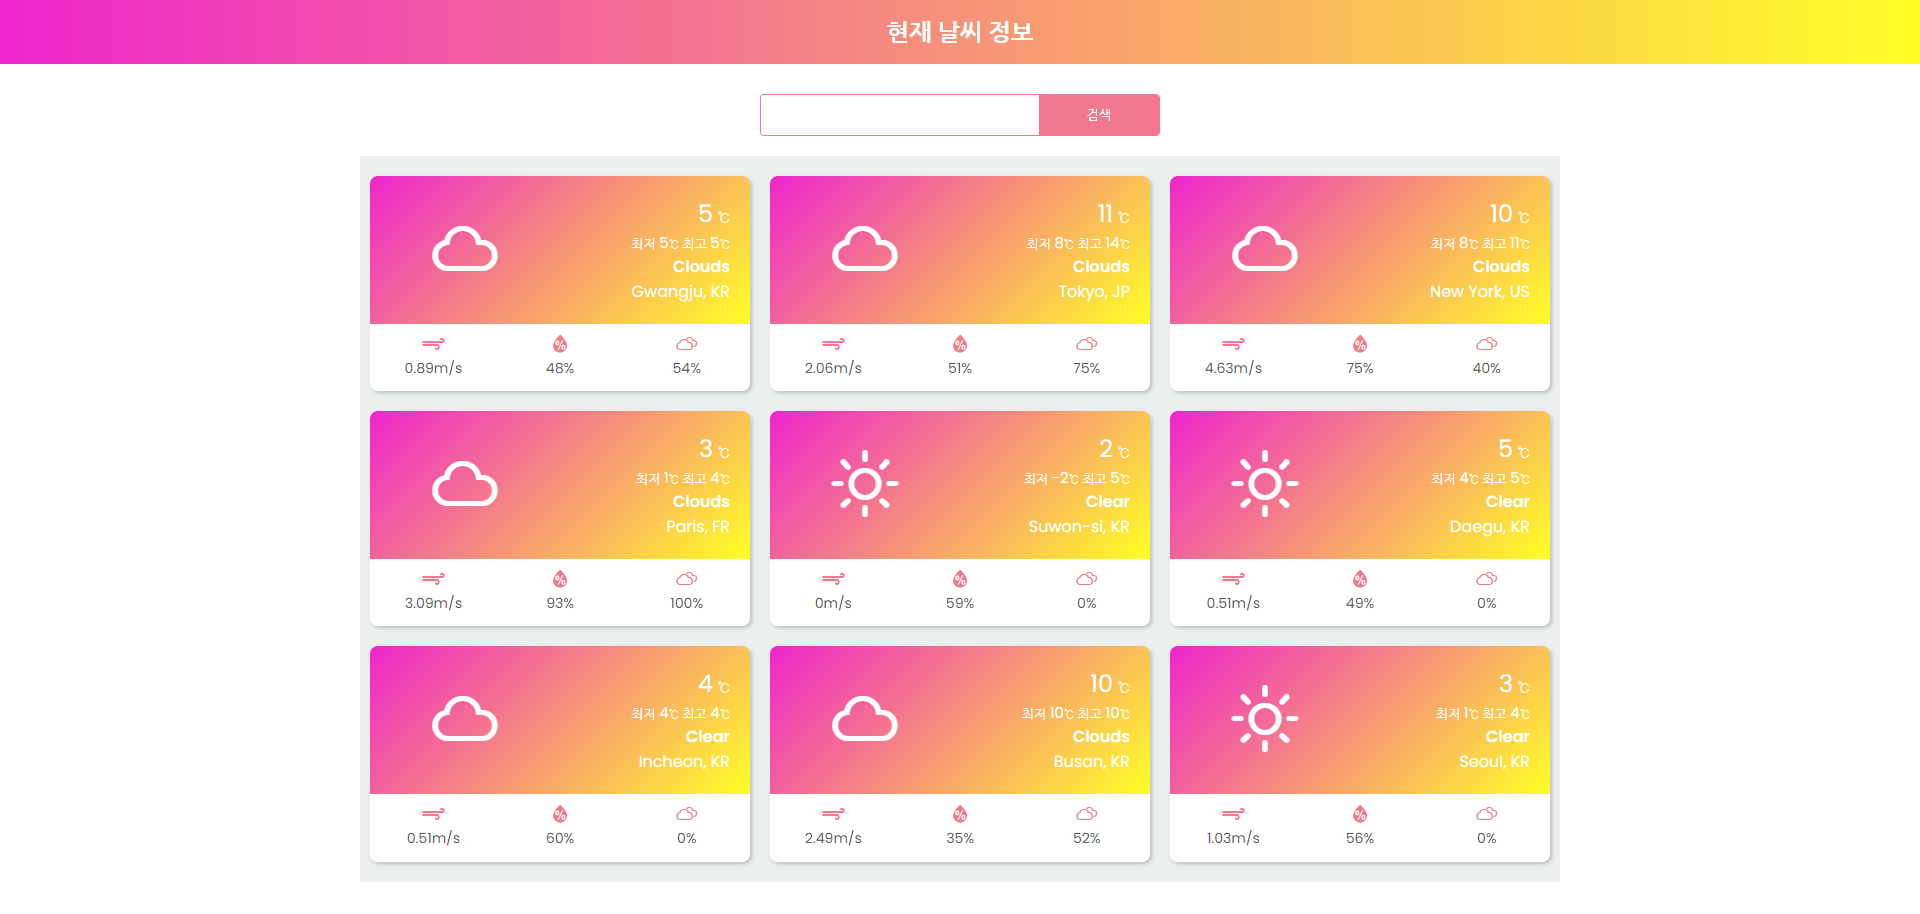 현재 날씨 정보
검색
5 ℃
최저 5℃ 최고 5℃
Clouds
Gwangju, KR
0.89m/s
%
48%
54%
11 ℃
최저 8℃ 최고 14℃
Clouds
Tokyo, JP
2.06m/s
%
51%
75%
10 ℃
최저 8℃ 최고 11℃
Clouds
New York, US
4.63m/s
%
75%
40%
3 ℃
최저 1℃ 최고 4℃
Clouds
Paris, FR
3.09m/s
%
93%
100%
2 ℃
최저 -2℃ 최고 5℃
Clear
Suwon-si, KR
0m/s
%
59%
0%
5 ℃
최저 4℃ 최고 5℃
Clear
Daegu, KR
0.51m/s
%
49%
0%
4 ℃
최저 4℃ 최고 4℃
Clear
Incheon, KR
0.51m/s
%
60%
0%
10 ℃
최저 10℃ 최고 10℃
Clouds
Busan, KR
2.49m/s
%
35%
52%
3 ℃
최저 1℃ 최고 4℃
Clear
Seoul, KR
1.03m/s
%
56%
0%